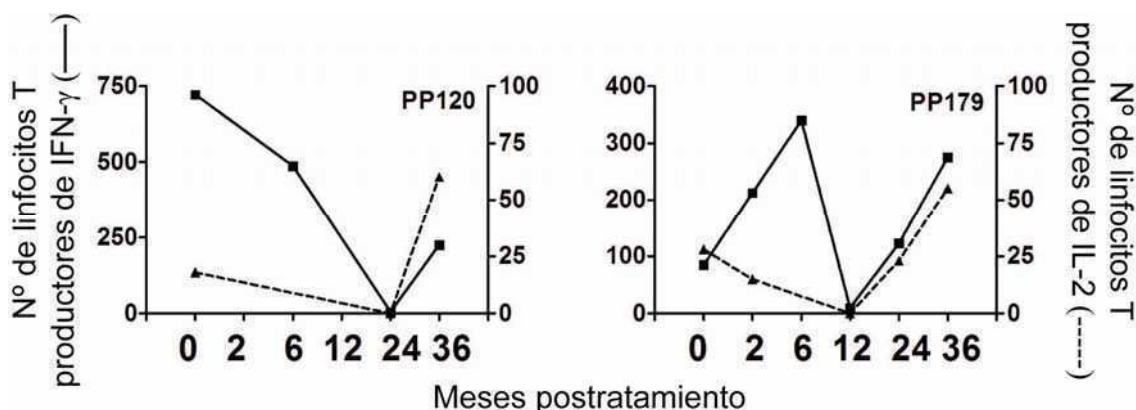 Nº de linfocitos T
productores de IFN-γ (——)
750
500
250
0
100
75
50
25
0
PP120
0 2 6 12 24 36
400
300
200
100
0
100
75
50
25
0
PP179
0 2 6 12 24 36
Nº de linfocitos T
productores de IL-2 (-----)
Meses postratamiento